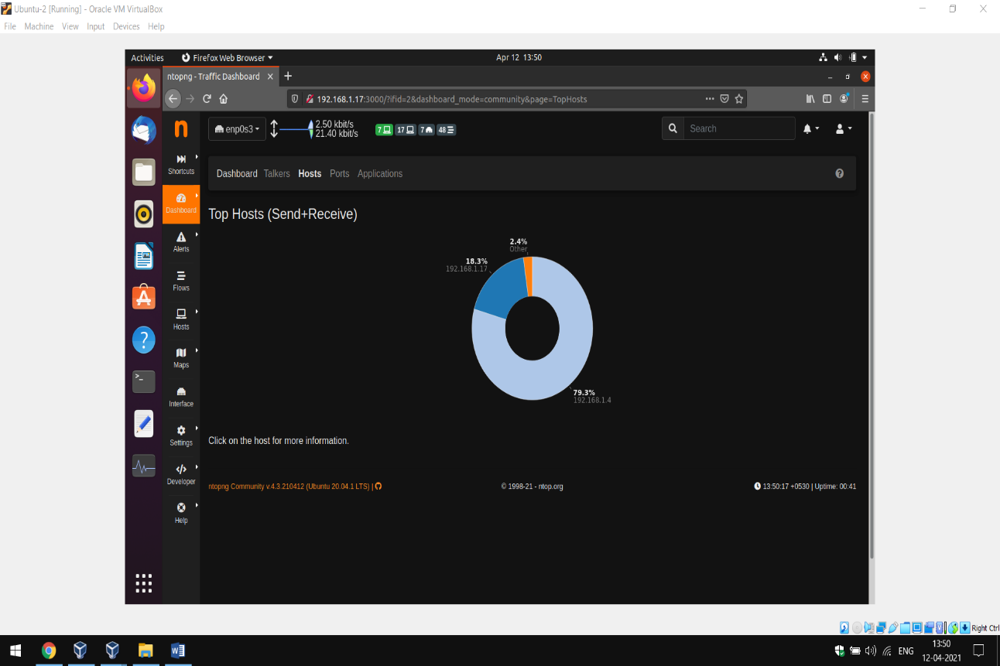 Ubuntu-2 [Running] - Oracle VM VirtualBox
File Machine View Input Devices Help
Activities Firefox Web Browser Apr 12 13:50
ntopng - Traffic Dashboard
192.168.1.17:3000/?ifid=2&dashboard_mode=community&page=TopHosts
n
enp0s3
2.50 kbit/s
21.40 kbit/s
7 17 7 48
Search
Shortcuts
Dashboard
Alerts
Flows
Hosts
Maps
Interface
Settings
Developer
Help
Dashboard Talkers Hosts Ports Applications
Top Hosts (Send+Receive)
2.4%
Other
18.3%
192.168.1.17
79.3%
192.168.1.4
Click on the host for more information.
ntopng Community v.4.3.210412 (Ubuntu 20.04.1 LTS) | © 1998-21 - ntop.org 13:50:17 +0530 | Uptime: 00:41
Right Ctrl
ENG
13:50
12-04-2021